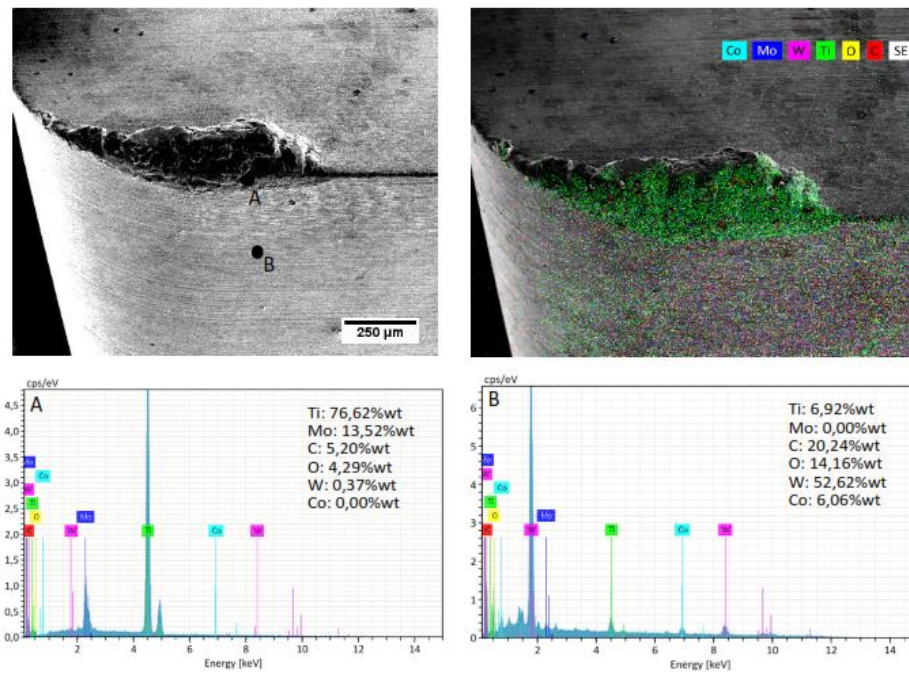 A
B
250 µm
Co Mo W Ti O C SE
cps/eV
A
4,5
4,0
3,5
3,0
2,5
2,0
1,5
1,0
0,5
0,0
Ti: 76,62%wt
Mo: 13,52%wt
C: 5,20%wt
O: 4,29%wt
W: 0,37%wt
Co: 0,00%wt
Mo
W Co
Ti
O Mo
C W Ti Co W
2 4 6 8 10 12 14
Energy [keV]
cps/eV
B
6
5
4
3
2
1
0
Ti: 6,92%wt
Mo: 0,00%wt
C: 20,24%wt
O: 14,16%wt
W: 52,62%wt
Co: 6,06%wt
Mo
W
Ti Co
O
C W Mo Ti Co W
2 4 6 8 10 12 14
Energy [keV]